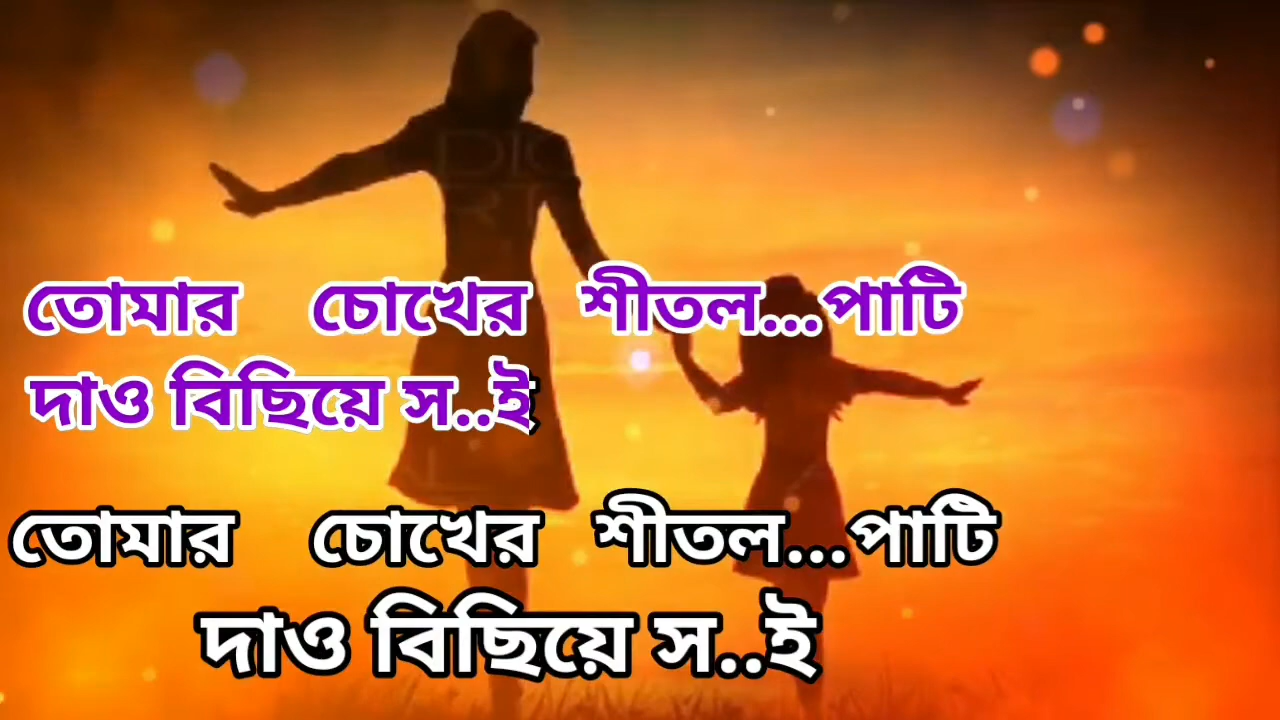 তোমার চোখের শীতল...পাটি
দাও বিছিয়ে স..ই
তোমার চোখের শীতল...পাটি
দাও বিছিয়ে স..ই